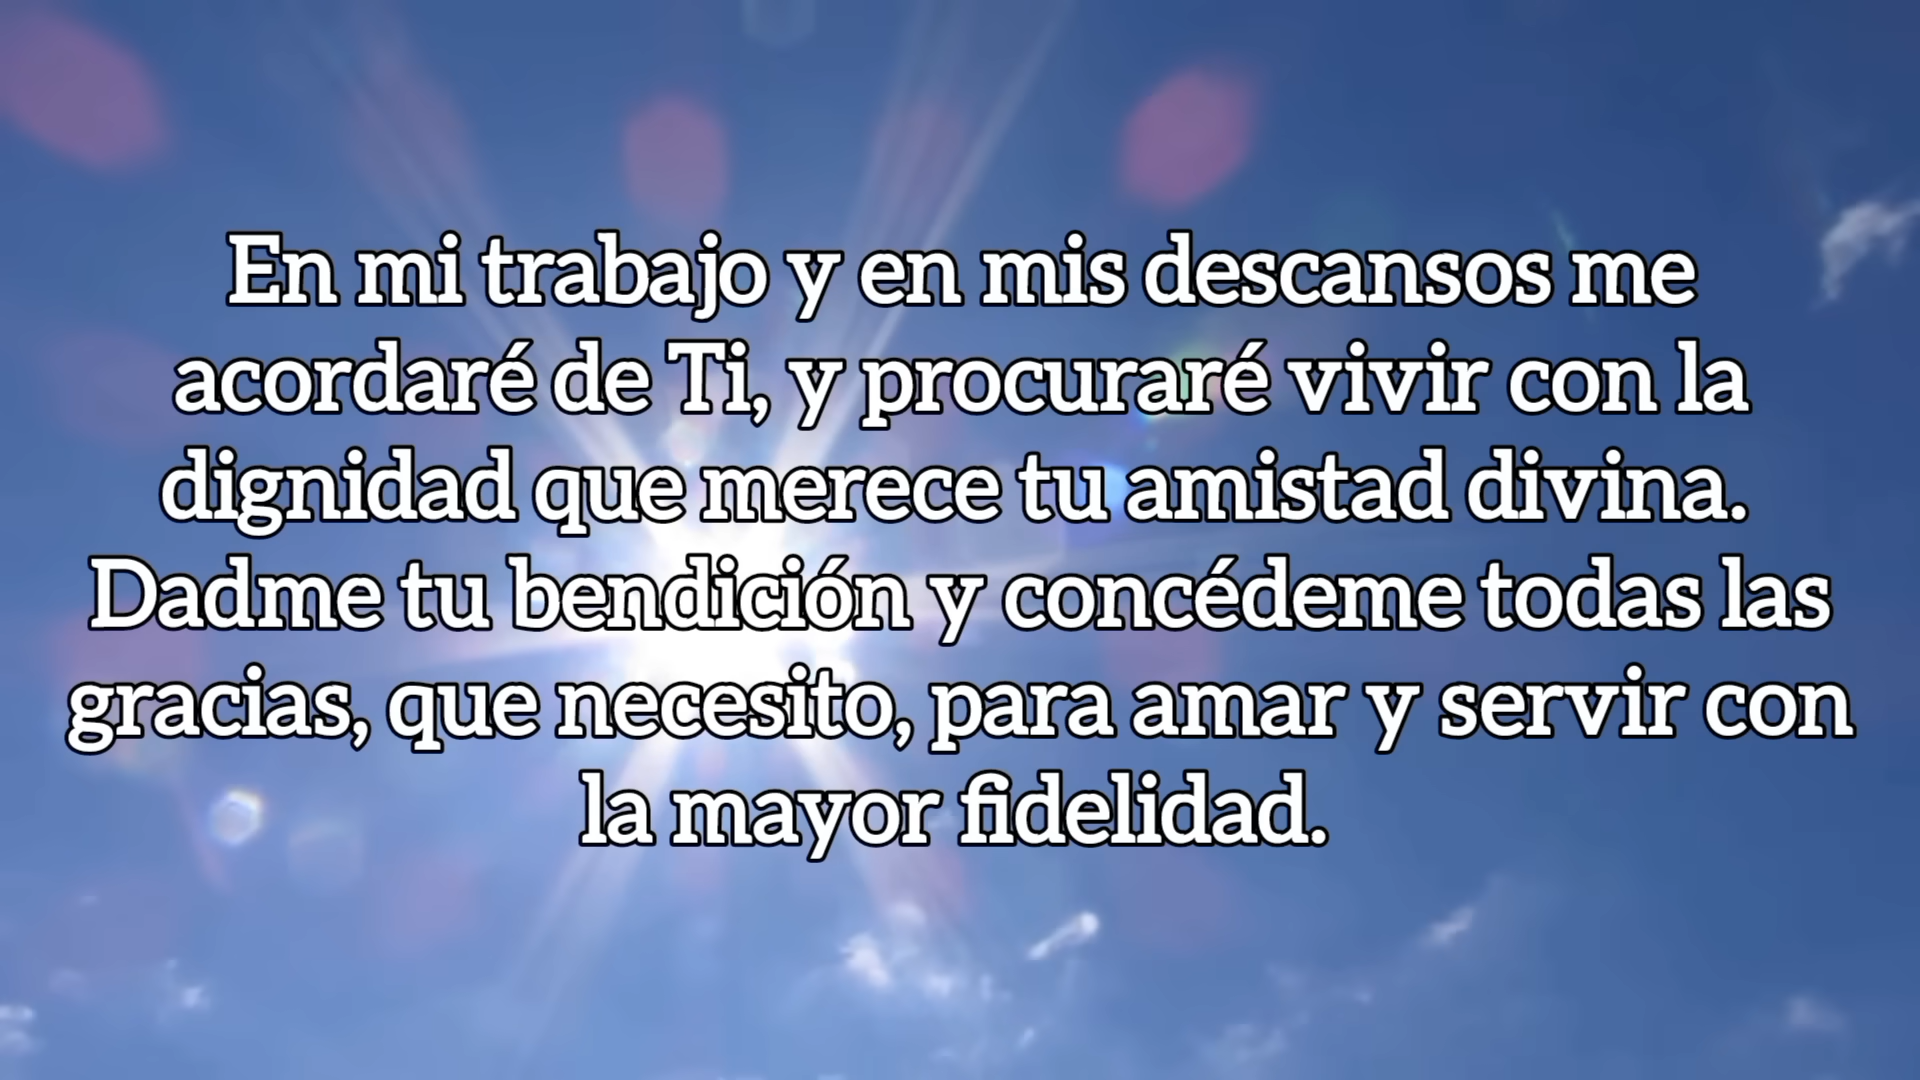 En mi trabajo y en mis descansos me
acordaré de Ti, y procuraré vivir con la
dignidad que merece tu amistad divina.
Dadme tu bendición y concédeme todas las
gracias, que necesito, para amar y servir con
la mayor fidelidad.